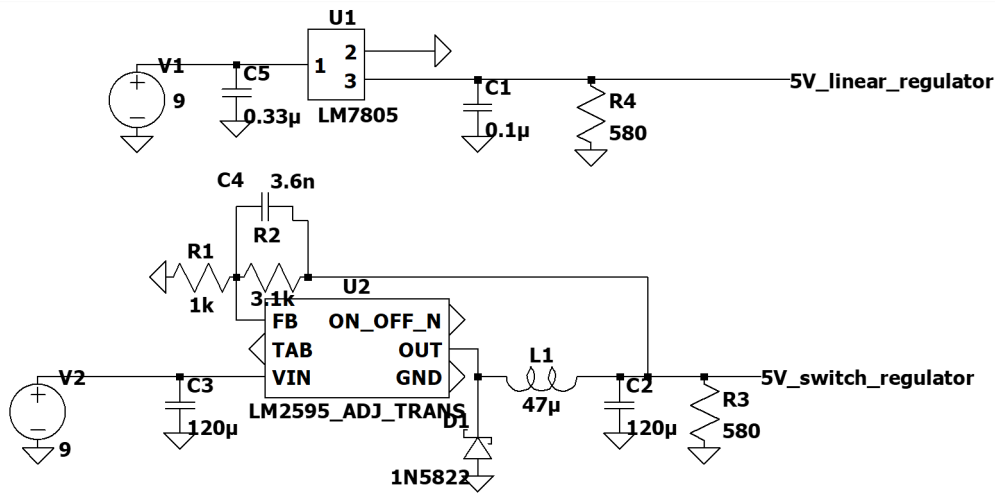 U1
V1
C5
1
2
3
C1
R4
5V_linear_regulator
9
0.33µ
LM7805
0.1µ
580
C4
3.6n
R2
R1
1k
3.1k
U2
FB
ON_OFF_N
TAB
OUT
VIN
GND
V2
C3
L1
C2
5V_switch_regulator
R3
47µ
LM2595_ADJ_TRANS
D1
120µ
120µ
580
9
1N5822